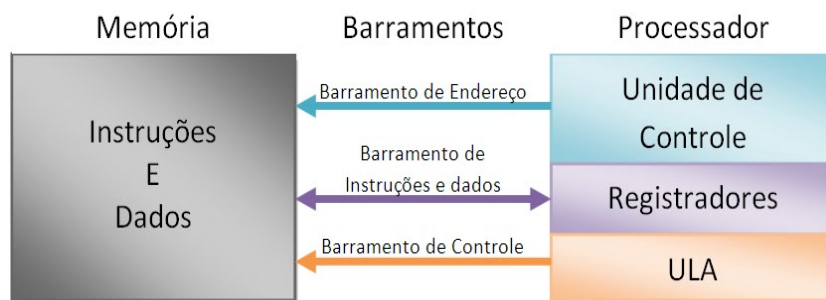 Memória
Barramentos
Processador
Instruções
E
Dados
Barramento de Endereço
Barramento de
Instruções e dados
Barramento de Controle
Unidade de
Controle
Registradores
ULA